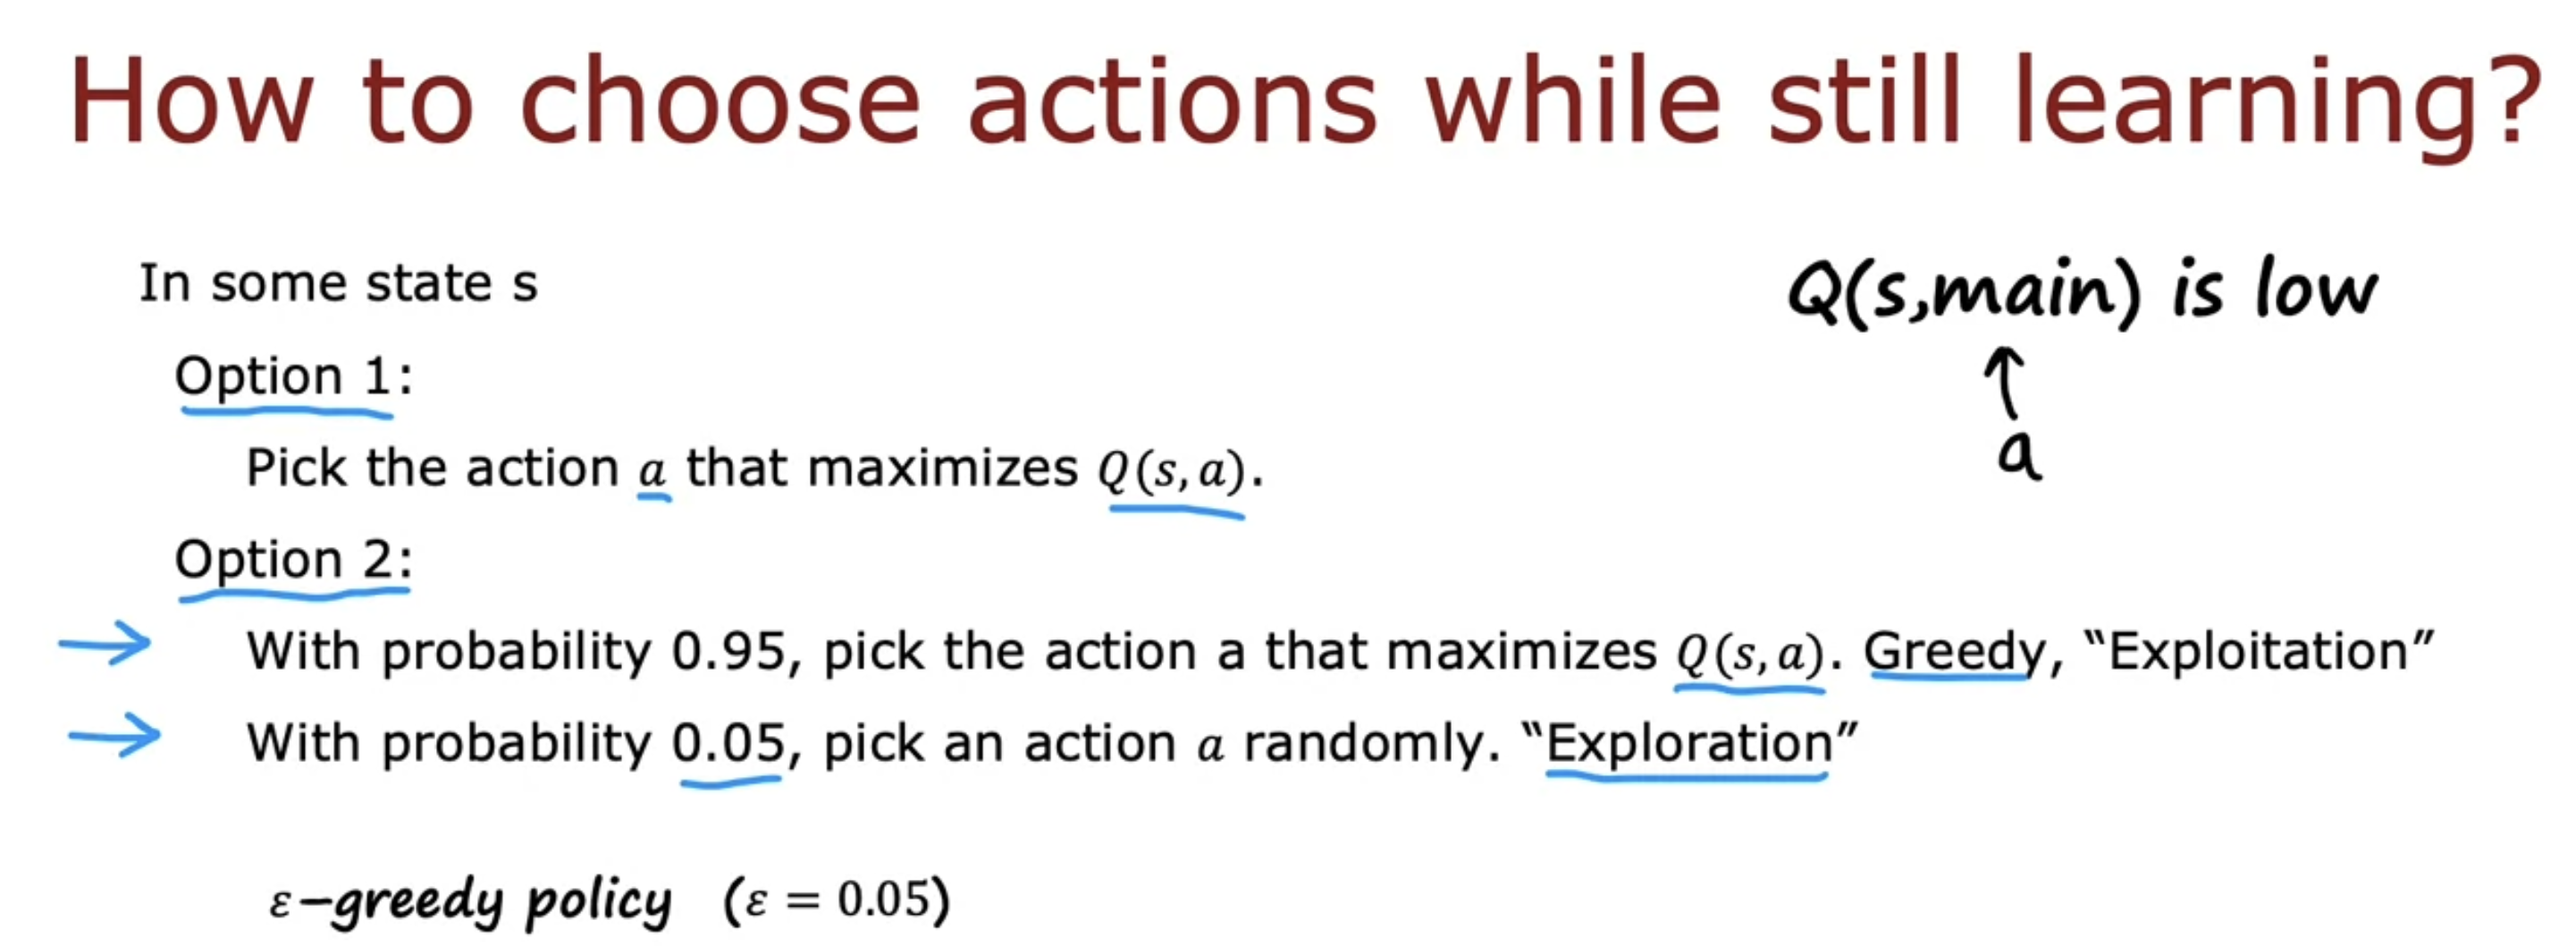 How to choose actions while still learning?
In some state s
Q(s,main) is low
↑
a
Option 1:
Pick the action a that maximizes Q(s, a).
Option 2:
→ With probability 0.95, pick the action a that maximizes Q(s, a). Greedy, “Exploitation”
→ With probability 0.05, pick an action a randomly. “Exploration”
ε–greedy policy (ε = 0.05)